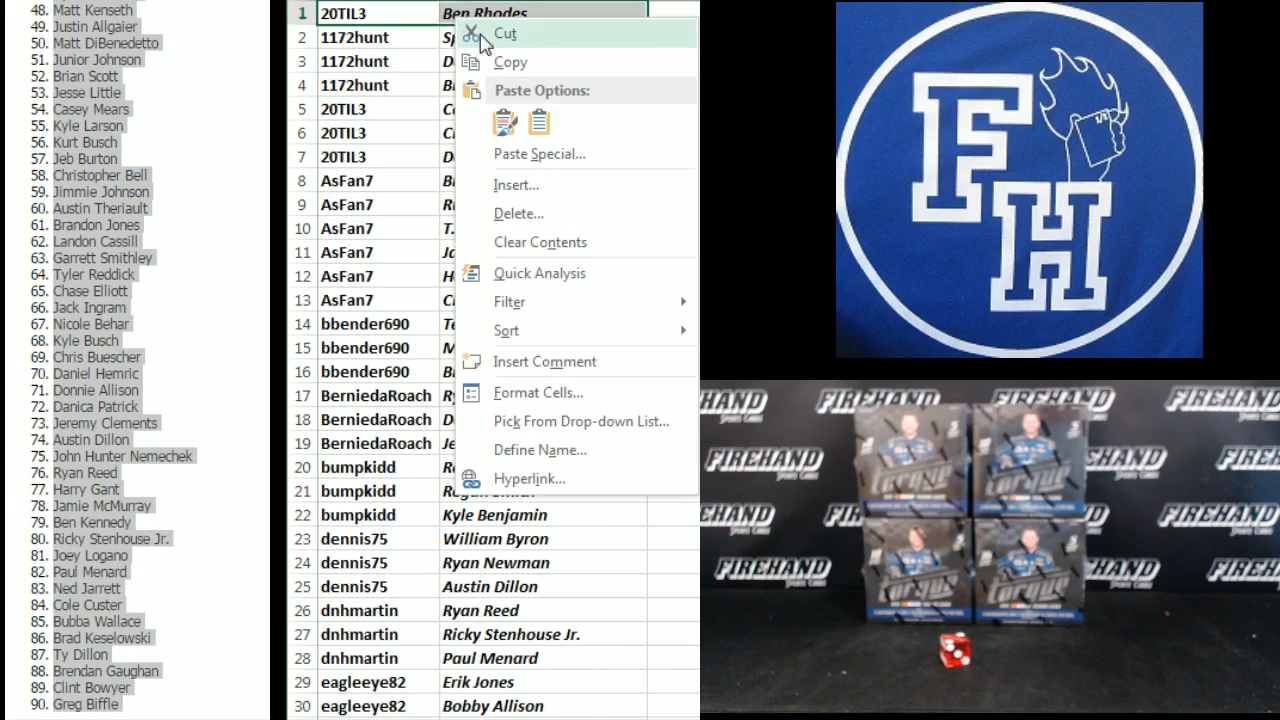 48. Matt Kenseth
49. Justin Allgaier
50. Matt DiBenedetto
51. Junior Johnson
52. Brian Scott
53. Jesse Little
54. Casey Mears
55. Kyle Larson
56. Kurt Busch
57. Jeb Burton
58. Christopher Bell
59. Jimmie Johnson
60. Austin Theriault
61. Brandon Jones
62. Landon Cassill
63. Garrett Smithley
64. Tyler Reddick
65. Chase Elliott
66. Jack Ingram
67. Nicole Behar
68. Kyle Busch
69. Chris Buescher
70. Daniel Hemric
71. Donnie Allison
72. Danica Patrick
73. Jeremy Clements
74. Austin Dillon
75. John Hunter Nemechek
76. Ryan Reed
77. Harry Gant
78. Jamie McMurray
79. Ben Kennedy
80. Ricky Stenhouse Jr.
81. Joey Logano
82. Paul Menard
83. Ned Jarrett
84. Cole Custer
85. Bubba Wallace
86. Brad Keselowski
87. Ty Dillon
88. Brendan Gaughan
89. Clint Bowyer
90. Greg Biffle
1 20TIL3 Ben Rhodes
2 1172hunt
3 1172hunt
4 1172hunt
5 20TIL3
6 20TIL3
7 20TIL3
8 AsFan7
9 AsFan7
10 AsFan7 T.
11 AsFan7
12 AsFan7
13 AsFan7
14 bbender690
15 bbender690
16 bbender690
17 BerniedaRoach
18 BerniedaRoach
19 BerniedaRoach
20 bumpkidd
21 bumpkidd
22 bumpkidd Kyle Benjamin
23 dennis75 William Byron
24 dennis75 Ryan Newman
25 dennis75 Austin Dillon
26 dnhmartin Ryan Reed
27 dnhmartin Ricky Stenhouse Jr.
28 dnhmartin Paul Menard
29 eagleeye82 Erik Jones
30 eagleeye82 Bobby Allison
Cut
Copy
Paste Options:
Paste Special...
Insert...
Delete...
Clear Contents
Quick Analysis
Filter
Sort
Insert Comment
Format Cells...
Pick From Drop-down List...
Define Name...
Hyperlink...
F
H
FIREHAND
FIREHAND
FIREHAND
FIREHAND
FIREHAND
FIREHAND
torque
torque
torque
torque